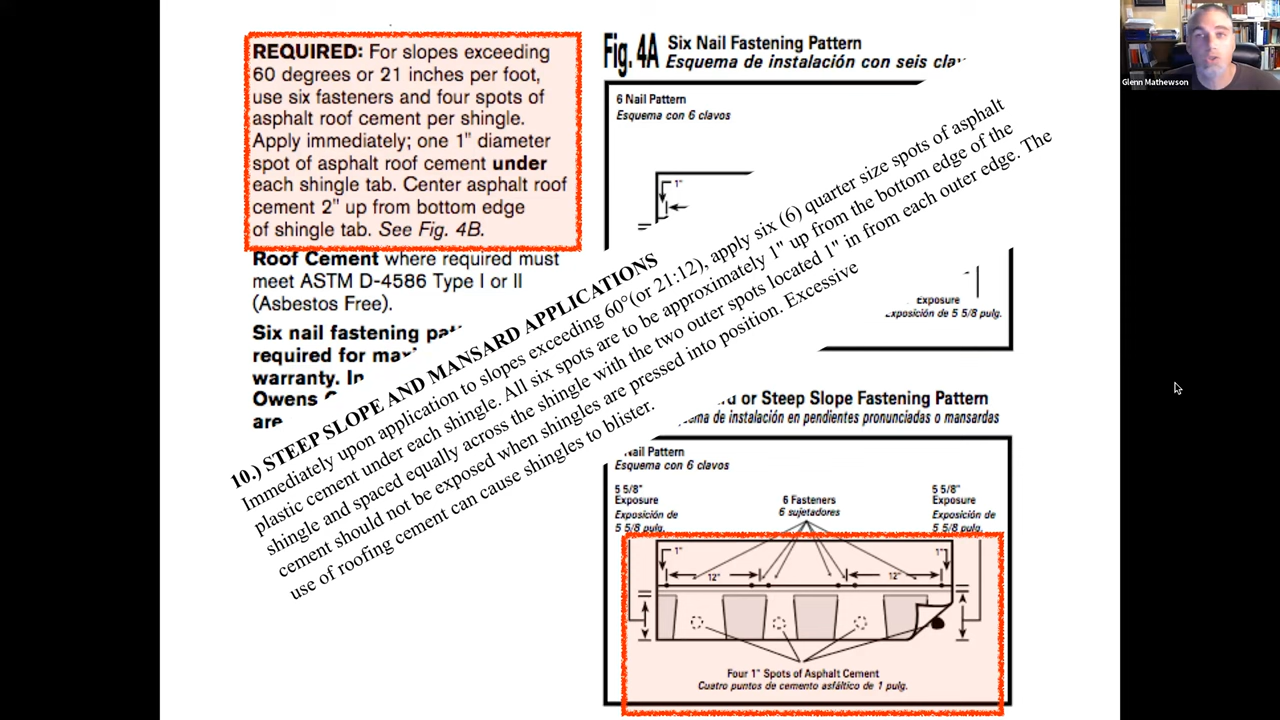 REQUIRED: For slopes exceeding
60 degrees or 21 inches per foot,
use six fasteners and four spots of
asphalt roof cement per shingle.
Apply immediately; one 1" diameter
spot of asphalt roof cement under
each shingle tab. Center asphalt roof
cement 2" up from bottom edge
of shingle tab. See Fig. 4B.
Roof Cement where required must
meet ASTM D-4586 Type I or II
(Asbestos Free).
Six nail fastening
required for
warranty.
Owens
are
Fig. 4A Six Nail Fastening Pattern
Esquema de instalación con seis
6 Nail Pattern
Esquema con 6 clavos
1"
Exposure
Exposición de 5 5/8 pulg.
10.) STEEP SLOPE AND MANSARD APPLICATIONS
Immediately upon application to slopes exceeding 60°(or 21:12), apply six (6) quarter size spots of asphalt
plastic cement under each shingle. All six spots are to be approximately 1" up from the bottom edge of the
shingle and spaced equally across the shingle with the two outer spots located 1" in from each outer edge. The
cement should not be exposed when shingles are pressed into position. Excessive
use of roofing cement can cause shingles to blister.
or Steep Slope Fastening Pattern
de instalación en pendientes pronunciadas o mansardas
Nail Pattern
Esquema con 6 clavos
5 5/8"
Exposure
Exposición de
5 5/8 pulg.
6 Fasteners
6 sujetadores
5 5/8"
Exposure
Exposición de
5 5/8 pulg.
1" 1"
12" 12"
Four 1" Spots of Asphalt Cement
Cuatro puntos de cemento asfáltico de 1 pulg.
Glenn Mathewson